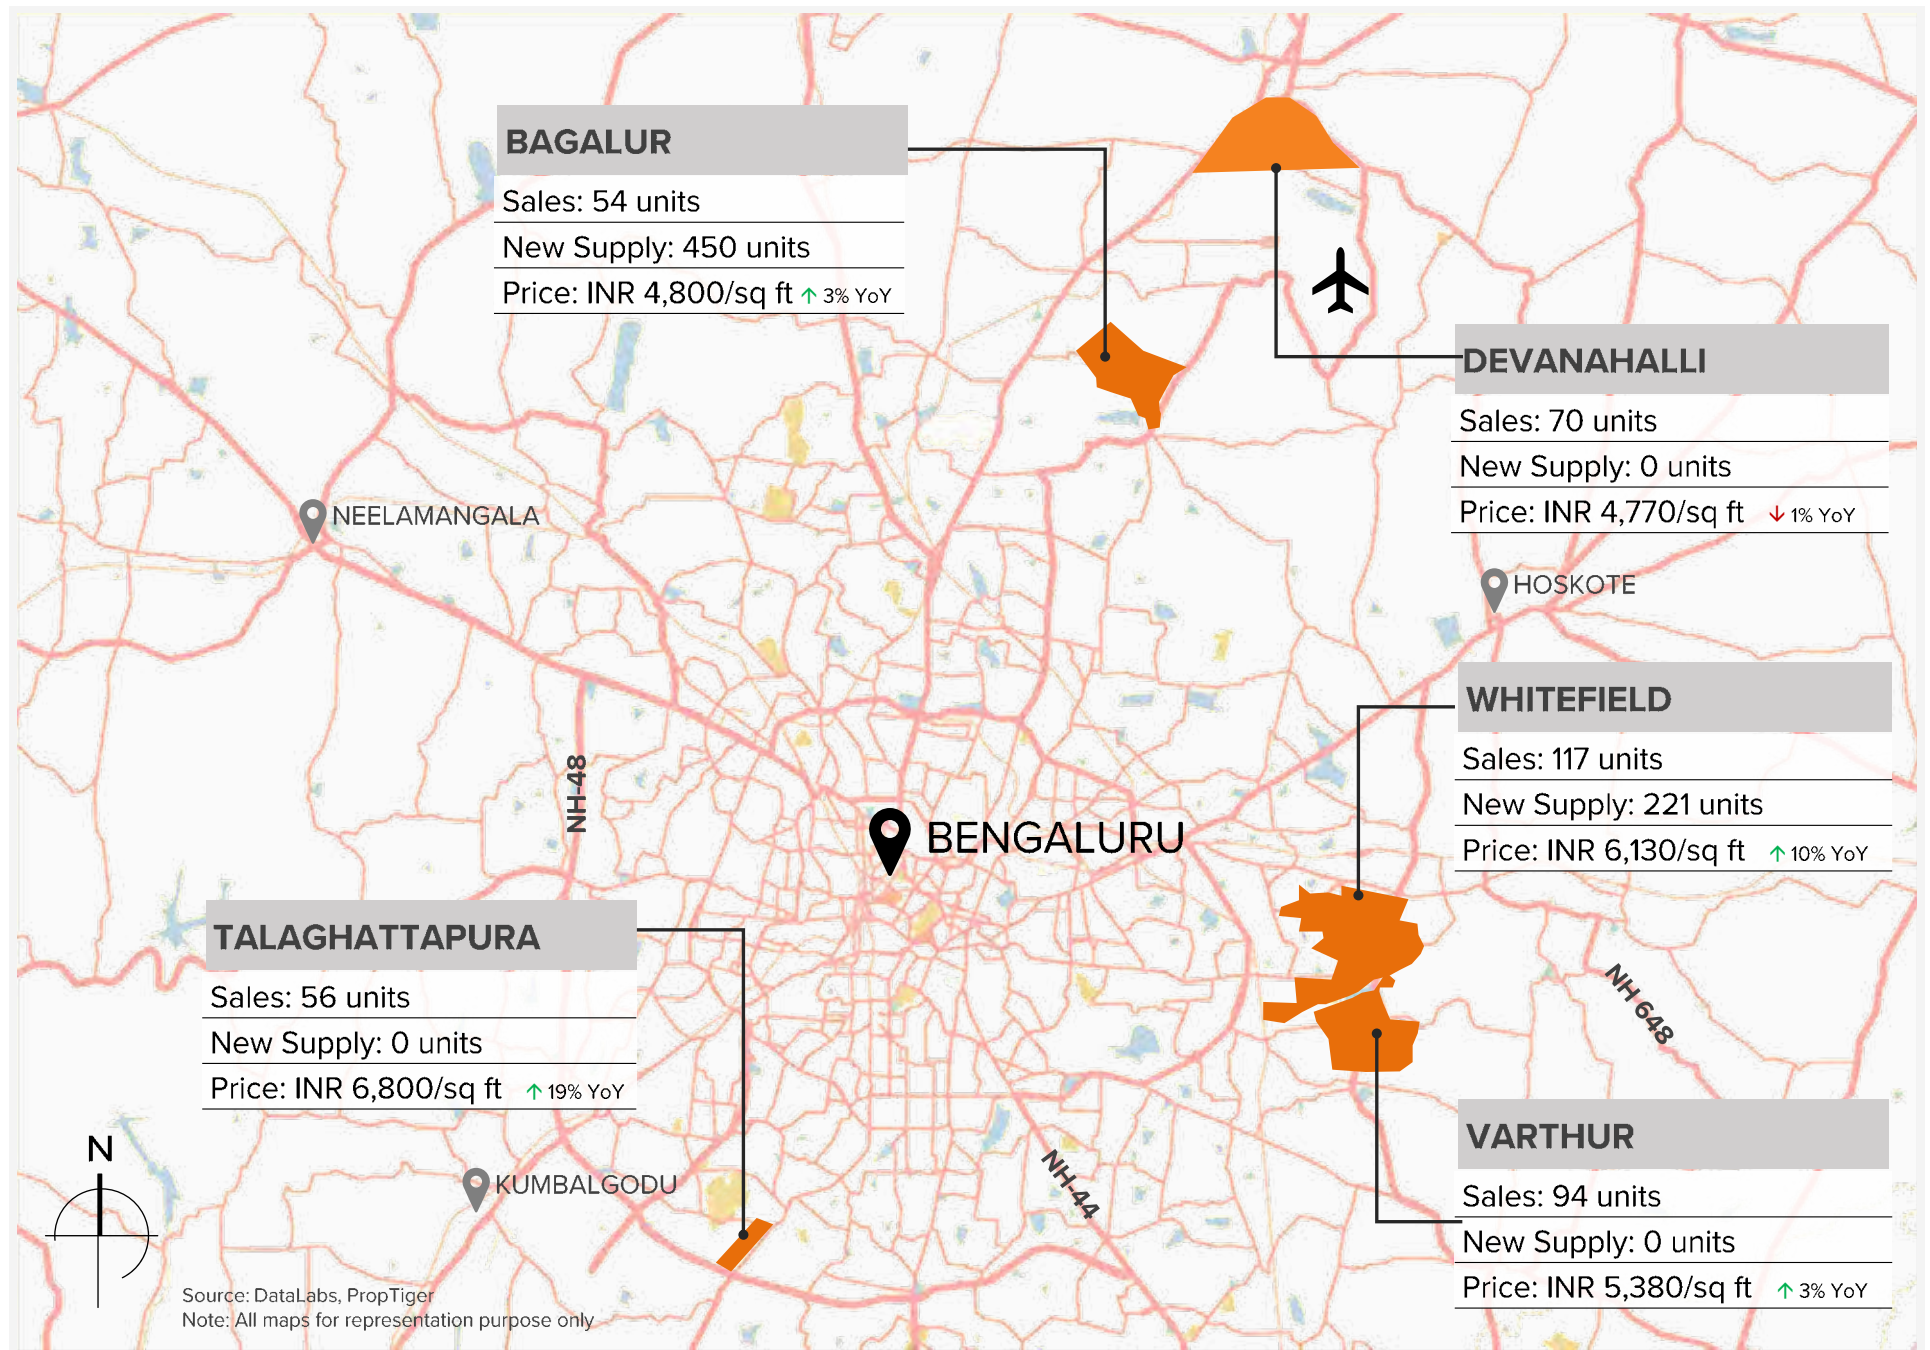 BAGALUR
Sales: 54 units
New Supply: 450 units
Price: INR 4,800/sq ft ↑ 3% YoY
DEVANAHALLI
Sales: 70 units
New Supply: 0 units
Price: INR 4,770/sq ft ↓ 1% YoY
NEELAMANGALA
HOSKOTE
WHITEFIELD
Sales: 117 units
New Supply: 221 units
Price: INR 6,130/sq ft ↑ 10% YoY
NH-48
BENGALURU
TALAGHATTAPURA
Sales: 56 units
New Supply: 0 units
Price: INR 6,800/sq ft ↑ 19% YoY
NH 648
VARTHUR
Sales: 94 units
New Supply: 0 units
Price: INR 5,380/sq ft ↑ 3% YoY
N
KUMBALGODU
NH-44
Source: DataLabs, PropTiger
Note: All maps for representation purpose only